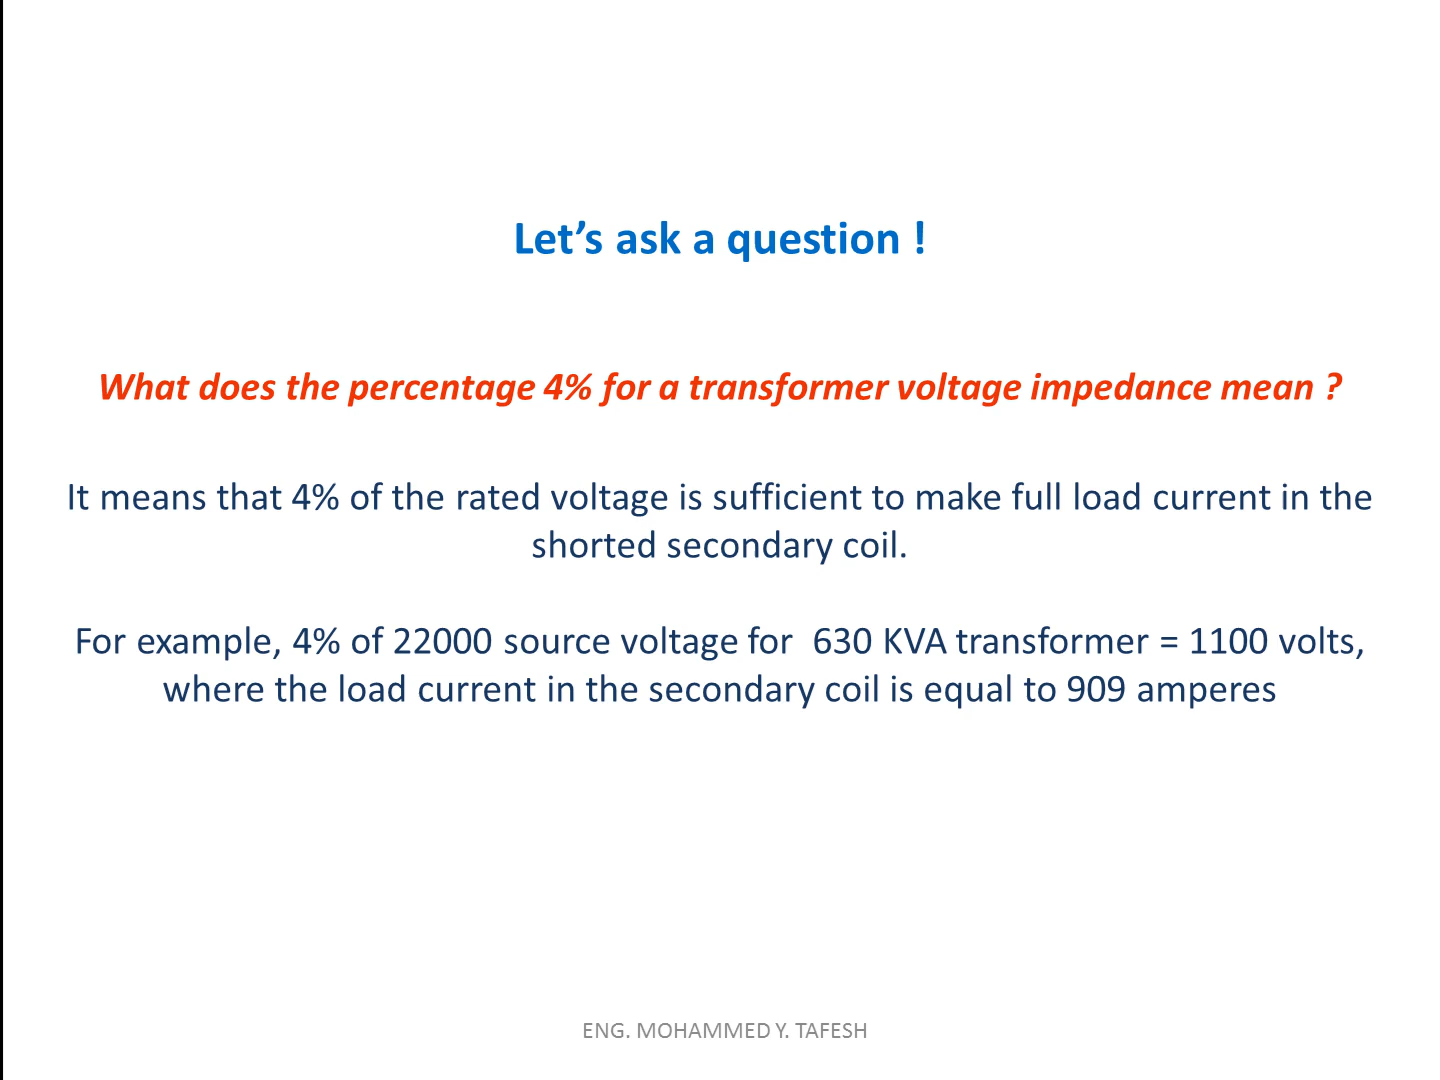 Let’s ask a question !
What does the percentage 4% for a transformer voltage impedance mean ?
It means that 4% of the rated voltage is sufficient to make full load current in the
shorted secondary coil.
For example, 4% of 22000 source voltage for  630 KVA transformer = 1100 volts,
where the load current in the secondary coil is equal to 909 amperes
ENG. MOHAMMED Y. TAFESH